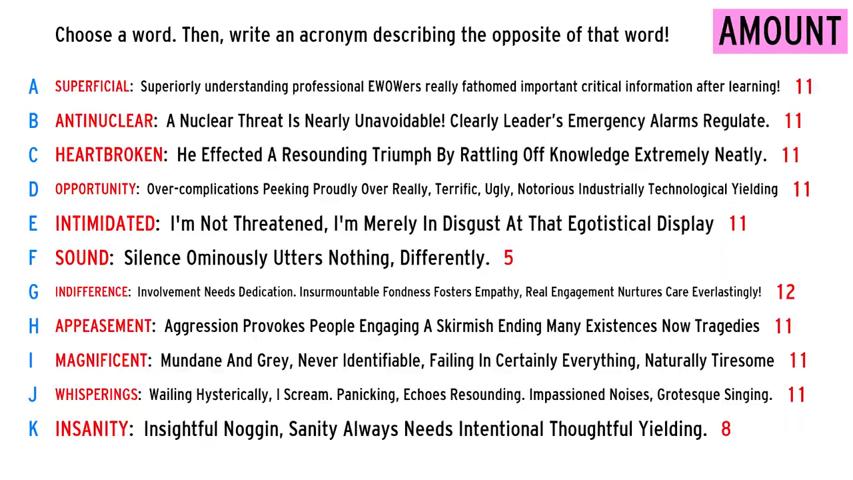 Choose a word. Then, write an acronym describing the opposite of that word!
AMOUNT
A SUPERFICIAL: Superiorly understanding professional EWOWers really fathomed important critical information after learning! 11
B ANTINUCLEAR: A Nuclear Threat Is Nearly Unavoidable! Clearly Leader's Emergency Alarms Regulate. 11
C HEARTBROKEN: He Effected A Resounding Triumph By Rattling Off Knowledge Extremely Neatly. 11
D OPPORTUNITY: Over-complications Peeking Proudly Over Really, Terrific, Ugly, Notorious Industrially Technological Yielding 11
E INTIMIDATED: I'm Not Threatened, I'm Merely In Disgust At That Egotistical Display 11
F SOUND: Silence Ominously Utters Nothing, Differently. 5
G INDIFFERENCE: Involvement Needs Dedication. Insurmountable Fondness Fosters Empathy, Real Engagement Nurtures Care Everlastingly! 12
H APPEASEMENT: Aggression Provokes People Engaging A Skirmish Ending Many Existences Now Tragedies 11
I MAGNIFICENT: Mundane And Grey, Never Identifiable, Failing In Certainly Everything, Naturally Tiresome 11
J WHISPERINGS: Wailing Hysterically, I Scream. Panicking, Echoes Resounding. Impassioned Noises, Grotesque Singing. 11
K INSANITY: Insightful Noggin, Sanity Always Needs Intentional Thoughtful Yielding. 8